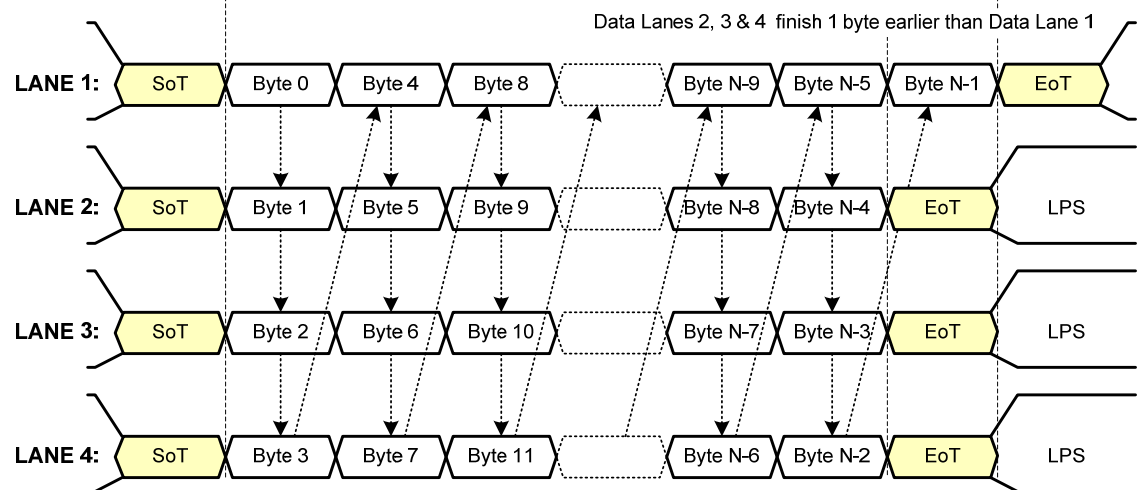 Data Lanes 2, 3 & 4 finish 1 byte earlier than Data Lane 1
LANE 1: SoT Byte 0 Byte 4 Byte 8 Byte N-9 Byte N-5 Byte N-1 EoT
LANE 2: SoT Byte 1 Byte 5 Byte 9 Byte N-8 Byte N-4 EoT LPS
LANE 3: SoT Byte 2 Byte 6 Byte 10 Byte N-7 Byte N-3 EoT LPS
LANE 4: SoT Byte 3 Byte 7 Byte 11 Byte N-6 Byte N-2 EoT LPS